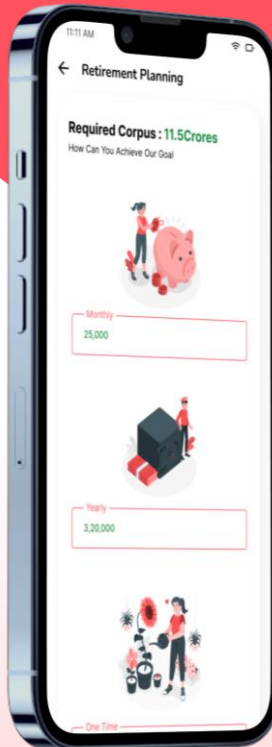 11:11 AM
Retirement Planning
Required Corpus : 11.5Crores
How Can You Achieve Our Goal
Monthly
25,000
Yearly
3,20,000
One Time